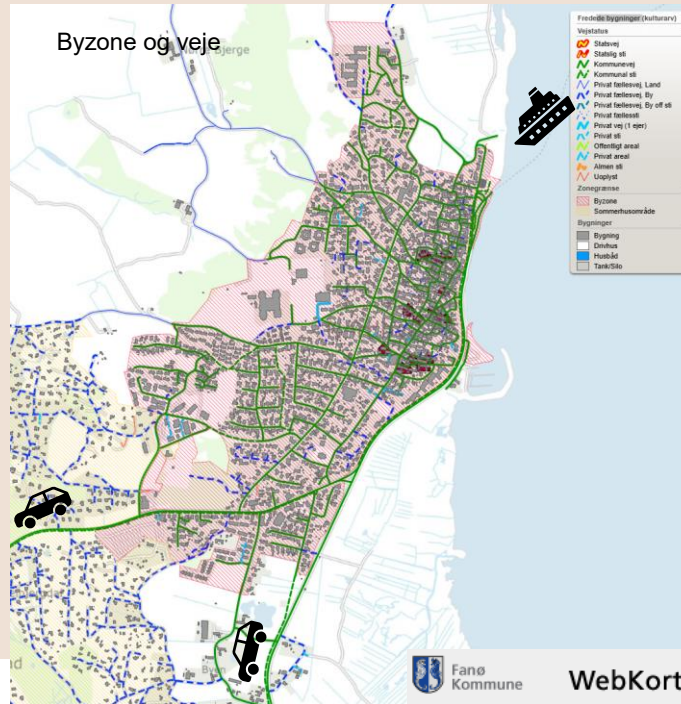 Byzone og veje
Bjerge
Fredede bygninger (kulturarv)
Vejstatus
Statsvej
Statslig sti
Kommunevej
Kommunal sti
Privat fællesvej, Land
Privat fællesvej, By
Privat fællesvej, By off sti
Privat fællessti
Privat vej (1 ejer)
Privat sti
Offentligt areal
Privat areal
Almen sti
Uoplyst
Zonegrænse
Byzone
Sommerhusområde
Bygninger
Bygning
Drivhus
Husbåd
Tank/Silo
Byen
Fanø
Kommune
WebKort